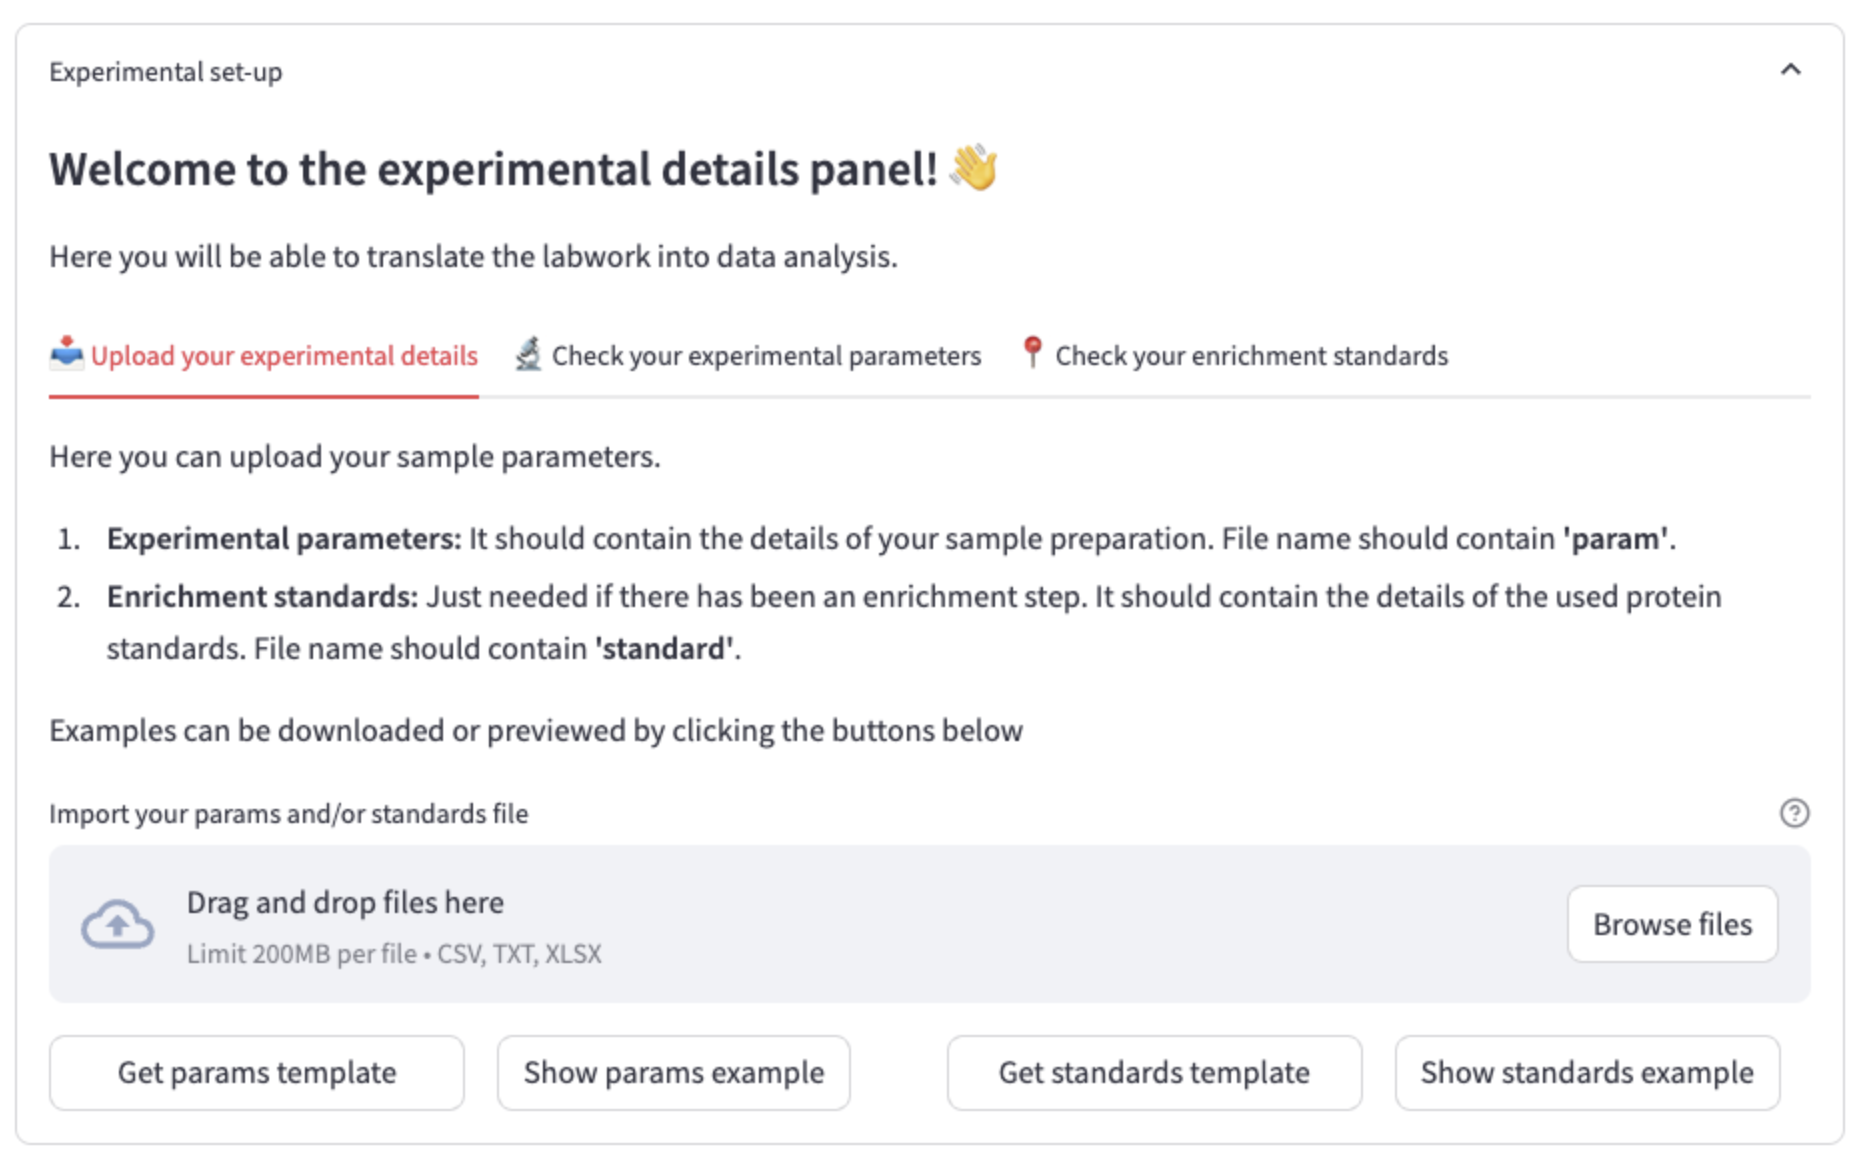 Experimental set-up
Welcome to the experimental details panel! 👋
Here you will be able to translate the labwork into data analysis.
📥 Upload your experimental details 🔬 Check your experimental parameters 📍 Check your enrichment standards
Here you can upload your sample parameters.
1. Experimental parameters: It should contain the details of your sample preparation. File name should contain 'param'.
2. Enrichment standards: Just needed if there has been an enrichment step. It should contain the details of the used protein
standards. File name should contain 'standard'.
Examples can be downloaded or previewed by clicking the buttons below
Import your params and/or standards file
Drag and drop files here
Limit 200MB per file • CSV, TXT, XLSX
Browse files
Get params template
Show params example
Get standards template
Show standards example